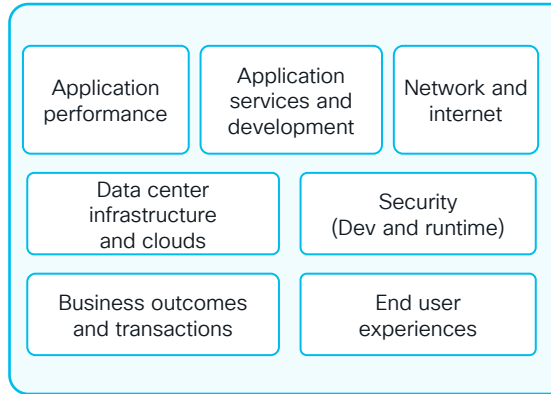 Application
performance
Application
services and
development
Network and
internet
Data center
infrastructure
and clouds
Security
(Dev and runtime)
Business outcomes
and transactions
End user
experiences